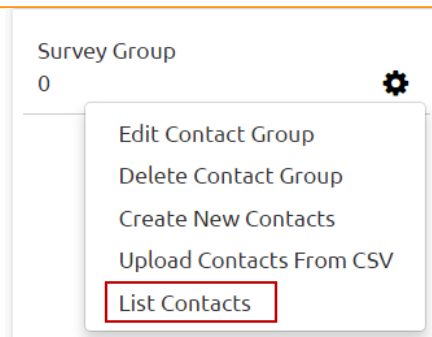 Survey Group
0
Edit Contact Group
Delete Contact Group
Create New Contacts
Upload Contacts From CSV
List Contacts